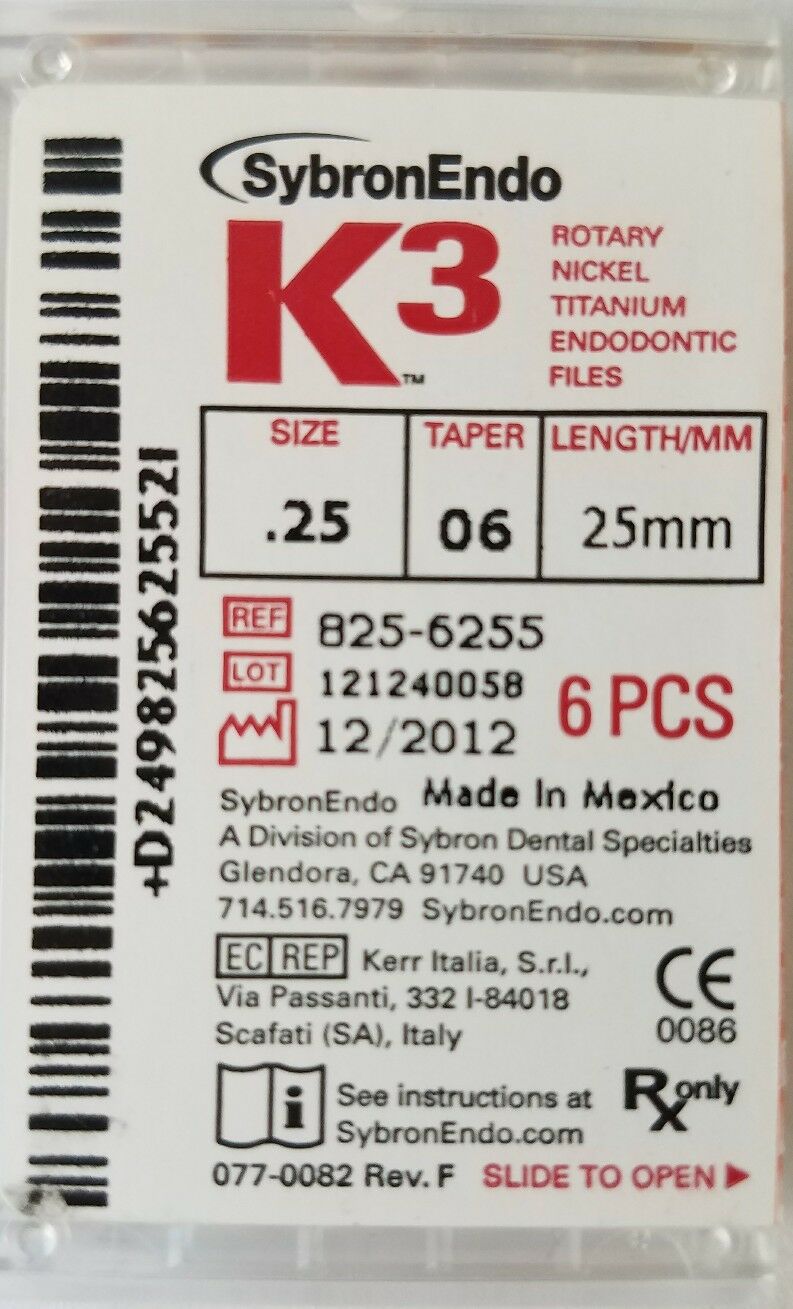 SybronEndo
K3™
ROTARY
NICKEL
TITANIUM
ENDODONTIC
FILES
SIZE TAPER LENGTH/MM
.25 06 25mm
REF 825-6255
LOT 121240058
12/2012
6 PCS
SybronEndo Made In Mexico
A Division of Sybron Dental Specialties
Glendora, CA 91740 USA
714.516.7979 SybronEndo.com
EC REP Kerr Italia, S.r.l.,
Via Passanti, 332 I-84018
Scafati (SA), Italy
CE
0086
i See instructions at
SybronEndo.com
Rx only
077-0082 Rev. F SLIDE TO OPEN ▶
+D24982562552I